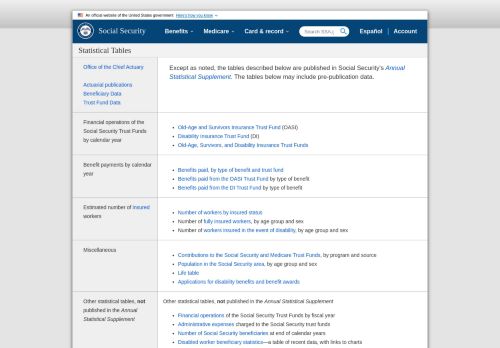 An official website of the United States government Here's how you know
Social Security
Benefits
Medicare
Card & record
Search SSA.g
Español
Account
Statistical Tables
Office of the Chief Actuary
Actuarial publications
Beneficiary Data
Trust Fund Data
Except as noted, the tables described below are published in Social Security's Annual
Statistical Supplement. The tables below may include pre-publication data.
Financial operations of the
Social Security Trust Funds
by calendar year
• Old-Age and Survivors Insurance Trust Fund (OASI)
• Disability Insurance Trust Fund (DI)
• Old-Age, Survivors, and Disability Insurance Trust Funds
Benefit payments by calendar
year
• Benefits paid, by type of benefit and trust fund
• Benefits paid from the OASI Trust Fund by type of benefit
• Benefits paid from the DI Trust Fund by type of benefit
Estimated number of insured
workers
• Number of workers by insured status
• Number of fully insured workers, by age group and sex
• Number of workers insured in the event of disability, by age group and sex
Miscellaneous
• Contributions to the Social Security and Medicare Trust Funds, by program and source
• Population in the Social Security area, by age group and sex
• Life table
• Applications for disability benefits and benefit awards
Other statistical tables, not
published in the Annual
Statistical Supplement
Other statistical tables, not published in the Annual Statistical Supplement
• Financial operations of the Social Security Trust Funds by fiscal year
• Administrative expenses charged to the Social Security trust funds
• Number of Social Security beneficiaries at end of calendar years
• Disabled worker beneficiary statistics—a table of recent data, with links to charts